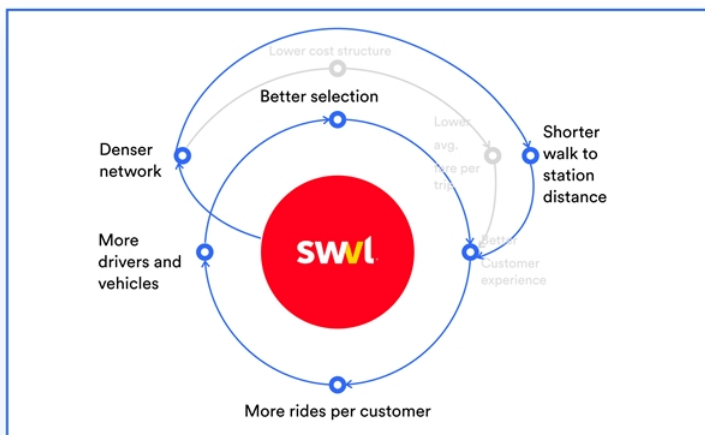 Lower cost structure
Better selection
Denser
network
Lower
avg.
fare per
trip
Shorter
walk to
station
distance
More
drivers and
vehicles
swvl
Better
Customer
experience
More rides per customer